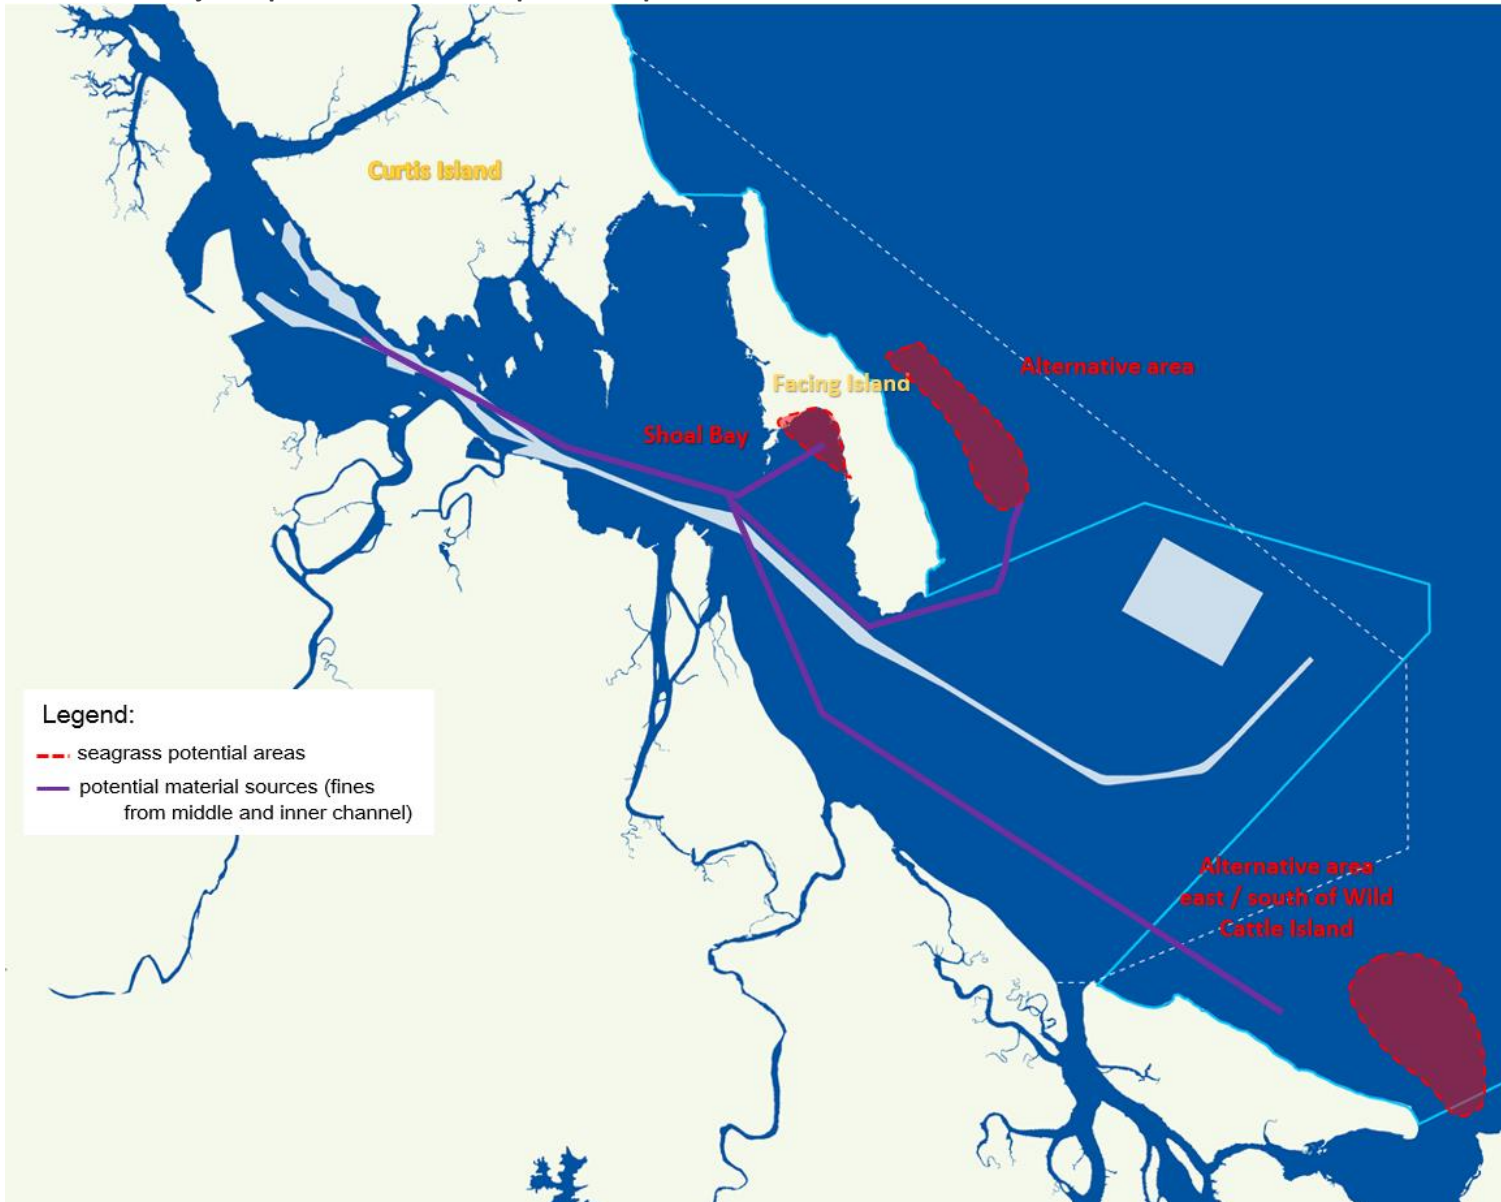 Curtis Island
Alternative area
Facing Island
Shoal Bay
Legend:
seagrass potential areas
potential material sources (fines
from middle and inner channel)
Alternative area
east / south of Wild
Cattle Island